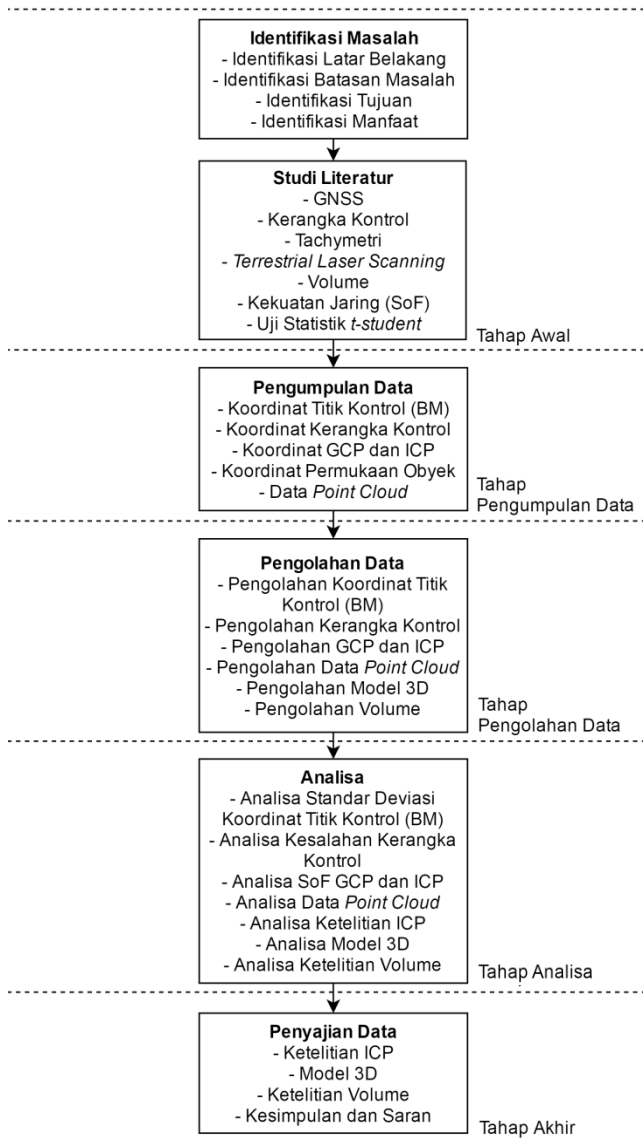 Identifikasi Masalah
- Identifikasi Latar Belakang
- Identifikasi Batasan Masalah
- Identifikasi Tujuan
- Identifikasi Manfaat
Studi Literatur
- GNSS
- Kerangka Kontrol
- Tachymetri
- Terrestrial Laser Scanning
- Volume
- Kekuatan Jaring (SoF)
- Uji Statistik t-student
Tahap Awal
Pengumpulan Data
- Koordinat Titik Kontrol (BM)
- Koordinat Kerangka Kontrol
- Koordinat GCP dan ICP
- Koordinat Permukaan Obyek
- Data Point Cloud
Tahap
Pengumpulan Data
Pengolahan Data
- Pengolahan Koordinat Titik
Kontrol (BM)
- Pengolahan Kerangka Kontrol
- Pengolahan GCP dan ICP
- Pengolahan Data Point Cloud
- Pengolahan Model 3D
- Pengolahan Volume
Tahap
Pengolahan Data
Analisa
- Analisa Standar Deviasi
Koordinat Titik Kontrol (BM)
- Analisa Kesalahan Kerangka
Kontrol
- Analisa SoF GCP dan ICP
- Analisa Data Point Cloud
- Analisa Ketelitian ICP
- Analisa Model 3D
- Analisa Ketelitian Volume
Tahap Analisa
Penyajian Data
- Ketelitian ICP
- Model 3D
- Ketelitian Volume
- Kesimpulan dan Saran
Tahap Akhir